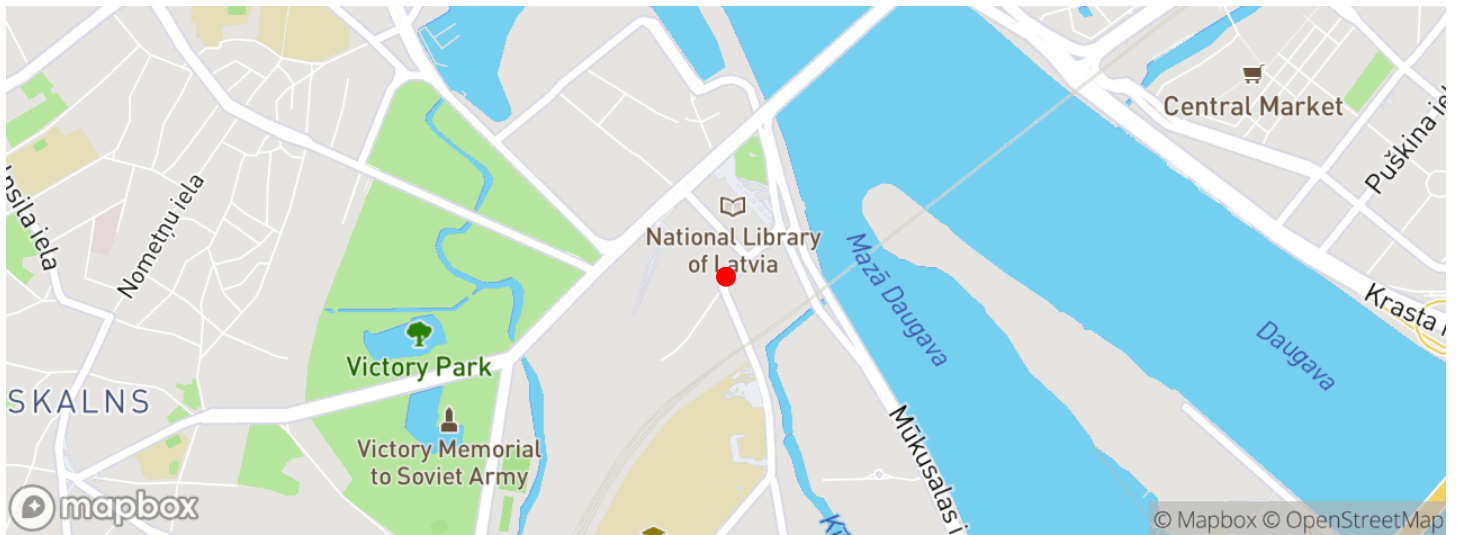 Central Market
Puškina iel
Nometņu iela
National Library
of Latvia
Mazā Daugava
Krasta
Daugava
Victory Park
SKALNS
Mūkusalas i
Victory Memorial
to Soviet Army
mapbox
© Mapbox © OpenStreetMap